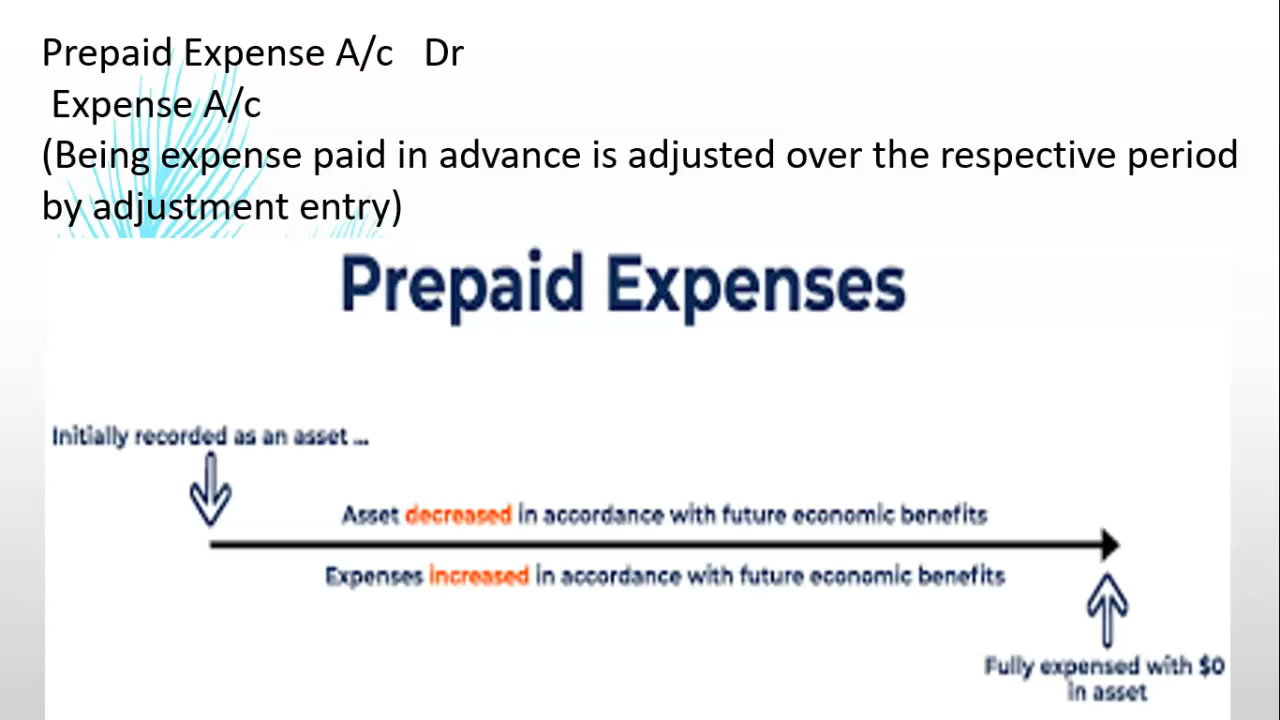 Prepaid Expense A/c Dr
Expense A/c
(Being expense paid in advance is adjusted over the respective period
by adjustment entry)
Prepaid Expenses
Initially recorded as an asset ...
Asset decreased in accordance with future economic benefits
Expenses increased in accordance with future economic benefits
Fully expensed with $0
in asset